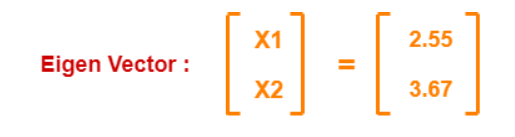 Eigen Vector : [ X1 ] = [ 2.55 ]
[ X2 ] [ 3.67 ]